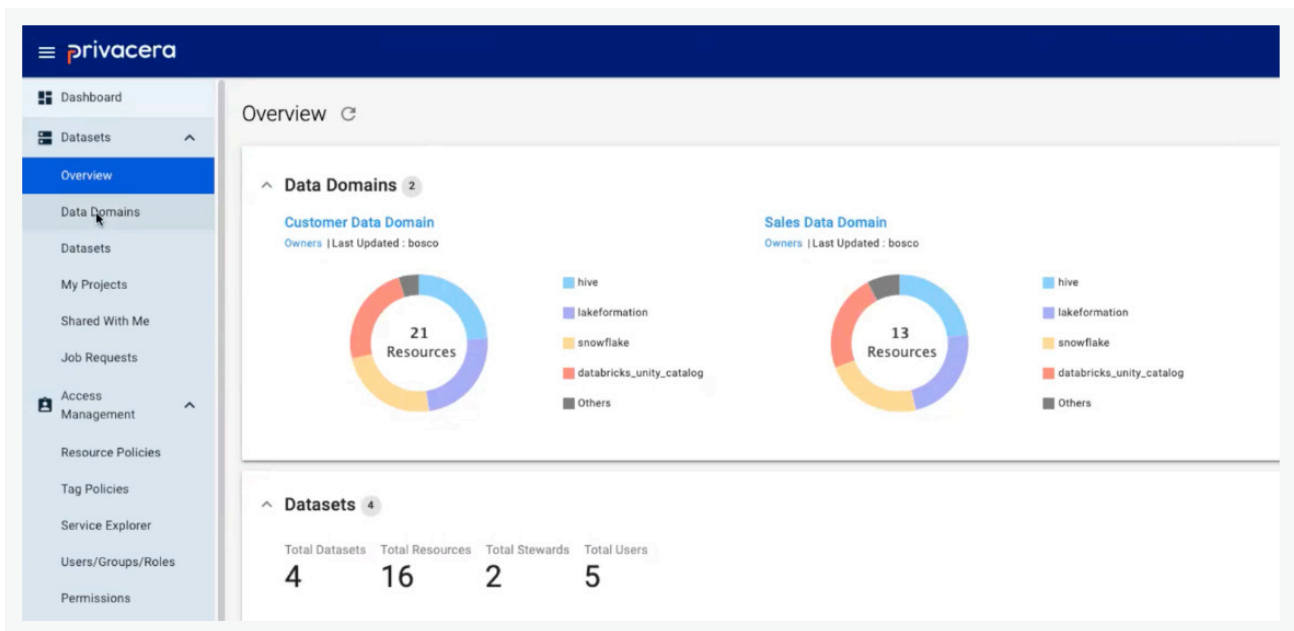 privacera
Dashboard
Datasets
Overview
Data Domains
Datasets
My Projects
Shared With Me
Job Requests
Access
Management
Resource Policies
Tag Policies
Service Explorer
Users/Groups/Roles
Permissions
Overview
Data Domains 2
Customer Data Domain
Owners | Last Updated : bosco
21
Resources
hive
lakeformation
snowflake
databricks_unity_catalog
Others
Sales Data Domain
Owners | Last Updated : bosco
13
Resources
hive
lakeformation
snowflake
databricks_unity_catalog
Others
Datasets 4
Total Datasets Total Resources Total Stewards Total Users
4 16 2 5